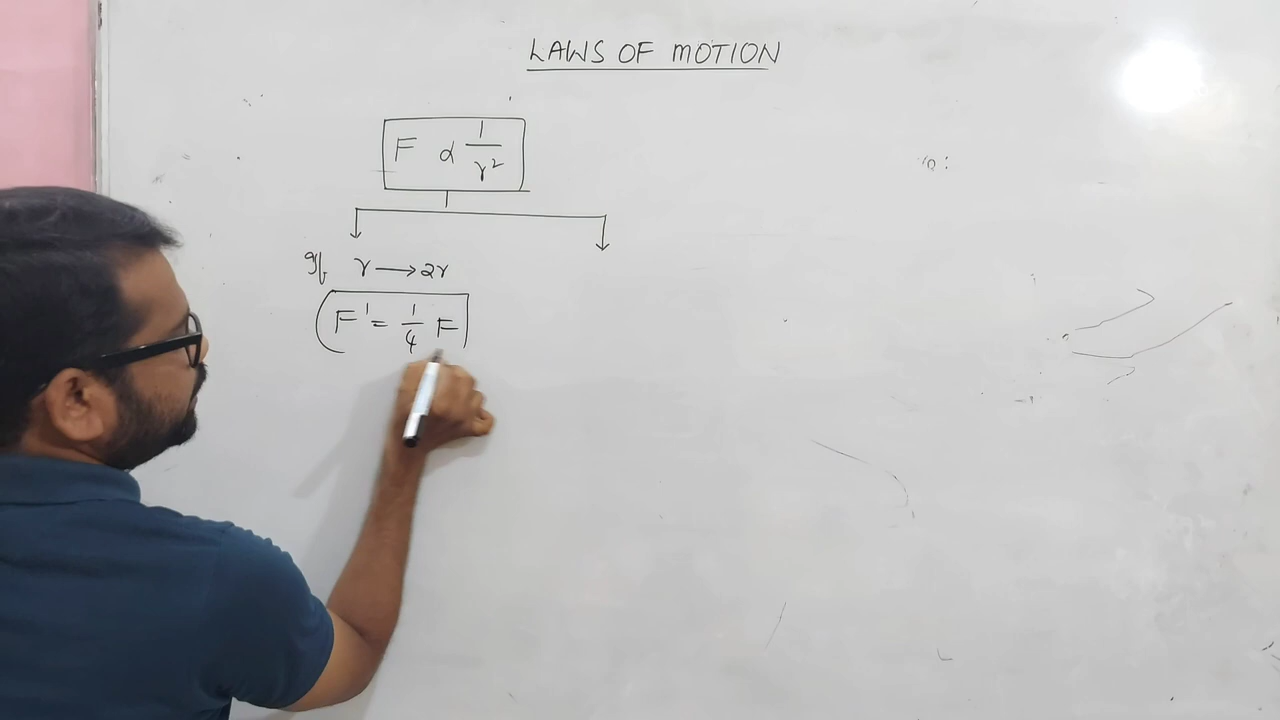 LAWS OF MOTION
F ∝ 1/r²
If r → 2r
F' = 1/4 F